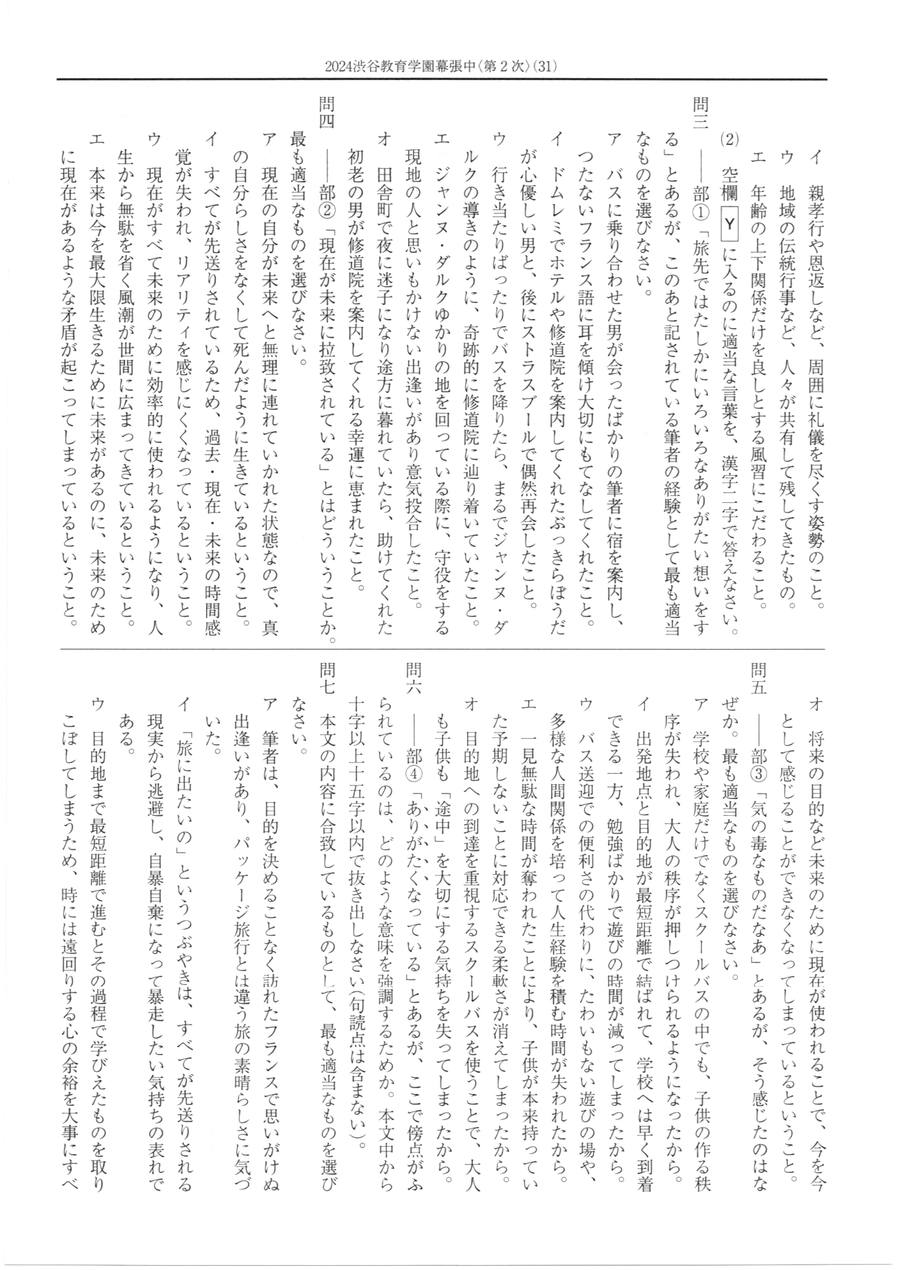 2024渋谷教育学園幕張中〈第2次〉(31)
イ 親孝行や恩返しなど、周囲に礼儀を尽くす姿勢のこと。
ウ 地域の伝統行事など、人々が共有して残してきたもの。
エ 年齢の上下関係だけを良しとする風習にこだわること。
(2) 空欄 Y に入るのに適当な言葉を、漢字二字で答えなさい。
問三 ――部①「旅先ではたしかにいろいろなありがたい想いをす
る」とあるが、このあと記されている筆者の経験として最も適当
なものを選びなさい。
ア バスに乗り合わせた男が会ったばかりの筆者に宿を案内し、
つたないフランス語に耳を傾け大切にもてなしてくれたこと。
イ ドムレミでホテルや修道院を案内してくれたぶっきらぼうだ
が心優しい男と、後にストラスブールで偶然再会したこと。
ウ 行き当たりばったりでバスを降りたら、まるでジャンヌ・ダ
ルクの導きのように、奇跡的に修道院に辿り着いていたこと。
エ ジャンヌ・ダルクゆかりの地を回っている際に、守役をする
現地の人と思いもかけない出逢いがあり意気投合したこと。
オ 田舎町で夜に迷子になり途方に暮れていたら、助けてくれた
初老の男が修道院を案内してくれる幸運に恵まれたこと。
問四 ――部②「現在が未来に拉致されている」とはどういうことか。
最も適当なものを選びなさい。
ア 現在の自分が未来へと無理に連れていかれた状態なので、真
の自分らしさをなくして死んだように生きているということ。
イ すべてが先送りされているため、過去・現在・未来の時間感
覚が失われ、リアリティを感じにくくなっているということ。
ウ 現在がすべて未来のために効率的に使われるようになり、人
生から無駄を省く風潮が世間に広まってきているということ。
エ 本来は今を最大限生きるために未来があるのに、未来のため
に現在があるような矛盾が起こってしまっているということ。
オ 将来の目的など未来のために現在が使われることで、今を今
として感じることができなくなってしまっているということ。
問五 ――部③「気の毒なものだなあ」とあるが、そう感じたのはな
ぜか。最も適当なものを選びなさい。
ア 学校や家庭だけでなくスクールバスの中でも、子供の作る秩
序が失われ、大人の秩序が押しつけられるようになったから。
イ 出発地点と目的地が最短距離で結ばれて、学校へは早く到着
できる一方、勉強ばかりで遊びの時間が減ってしまったから。
ウ バス送迎での便利さの代わりに、たわいもない遊びの場や、
多様な人間関係を培って人生経験を積む時間が失われたから。
エ 一見無駄な時間が奪われたことにより、子供が本来持ってい
た予期しないことに対応できる柔軟さが消えてしまったから。
オ 目的地への到達を重視するスクールバスを使うことで、大人
も子供も「途中」を大切にする気持ちを失ってしまったから。
問六 ――部④「ありがたくなっている」とあるが、ここで傍点がふ
られているのは、どのような意味を強調するためか。本文中から
十字以上十五字以内で抜き出しなさい(句読点は含まない)。
問七 本文の内容に合致しているものとして、最も適当なものを選び
なさい。
ア 筆者は、目的を決めることなく訪れたフランスで思いがけぬ
出逢いがあり、パッケージ旅行とは違う旅の素晴らしさに気づ
いた。
イ 「旅に出たいの」というつぶやきは、すべてが先送りされる
現実から逃避し、自暴自棄になって暴走したい気持ちの表れで
ある。
ウ 目的地まで最短距離で進むとその過程で学びえたものを取り
こぼしてしまうため、時には遠回りする心の余裕を大事にすべ